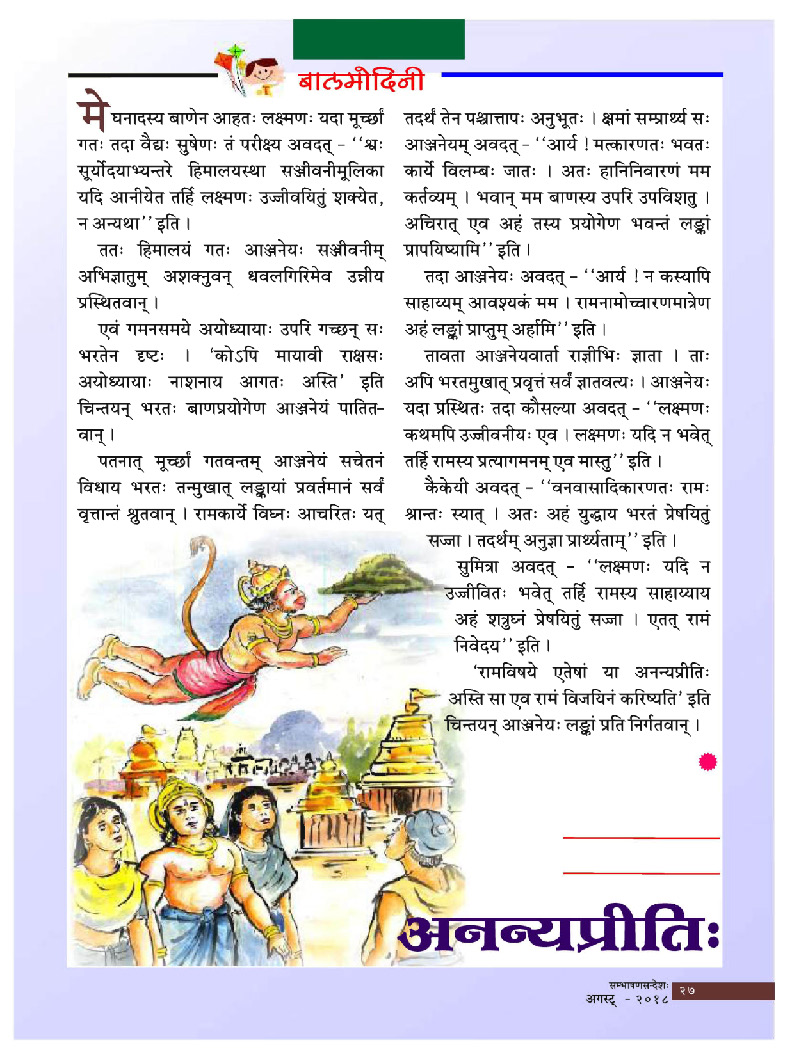 बालमोदिनी
मेघनादस्य बाणेन आहतः लक्ष्मणः यदा मूर्च्छां
गतः तदा वैद्यः सुषेणः तं परीक्ष्य अवदत् - ‘‘श्वः
सूर्योदयाभ्यन्तरे हिमालयस्था सञ्जीवनीमूलिका
यदि आनीयेत तर्हि लक्ष्मणः उज्जीवयितुं शक्येत,
न अन्यथा’’ इति ।
ततः हिमालयं गतः आञ्जनेयः सञ्जीवनीम्
अभिज्ञातुम् अशक्नुवन् धवलगिरिमेव उन्नीय
प्रस्थितवान् ।
एवं गमनसमये अयोध्यायाः उपरि गच्छन् सः
भरतेन दृष्टः । ‘कोऽपि मायावी राक्षसः
अयोध्यायाः नाशनाय आगतः अस्ति’ इति
चिन्तयन् भरतः बाणप्रयोगेण आञ्जनेयं पातित-
वान् ।
पतनात् मूर्च्छां गतवन्तम् आञ्जनेयं सचेतनं
विधाय भरतः तन्मुखात् लङ्कायां प्रवर्तमानं सर्वं
वृत्तान्तं श्रुतवान् । रामकार्ये विघ्नः आचरितः यत्
तदर्थं तेन पश्चात्तापः अनुभूतः । क्षमां सम्प्रार्थ्य सः
आञ्जनेयम् अवदत् - ‘‘आर्य ! मत्कारणतः भवतः
कार्ये विलम्बः जातः । अतः हानिनिवारणं मम
कर्तव्यम् । भवान् मम बाणस्य उपरि उपविशतु ।
अचिरात् एव अहं तस्य प्रयोगेण भवन्तं लङ्कां
प्रापयिष्यामि’’ इति ।
तदा आञ्जनेयः अवदत् - ‘‘आर्य ! न कस्यापि
साहाय्यम् आवश्यकं मम । रामनामोच्चारणमात्रेण
अहं लङ्कां प्राप्तुम् अर्हामि’’ इति ।
तावता आञ्जनेयवार्ता राज्ञीभिः ज्ञाता । ताः
अपि भरतमुखात् प्रवृत्तं सर्वं ज्ञातवत्यः । आञ्जनेयः
यदा प्रस्थितः तदा कौसल्या अवदत् - ‘‘लक्ष्मणः
कथमपि उज्जीवनीयः एव । लक्ष्मणः यदि न भवेत्
तर्हि रामस्य प्रत्यागमनम् एव मास्तु’’ इति ।
कैकेयी अवदत् - ‘‘वनवासादिकारणतः रामः
श्रान्तः स्यात् । अतः अहं युद्धाय भरतं प्रेषयितुं
सज्जा । तदर्थम् अनुज्ञा प्रार्थ्यताम्’’ इति ।
सुमित्रा अवदत् - ‘‘लक्ष्मणः यदि न
उज्जीवितः भवेत् तर्हि रामस्य साहाय्याय
अहं शत्रुघ्नं प्रेषयितुं सज्जा । एतत् रामं
निवेदय’’ इति ।
‘रामविषये एतेषां या अनन्यप्रीतिः
अस्ति सा एव रामं विजयिनं करिष्यति’ इति
चिन्तयन् आञ्जनेयः लङ्कां प्रति निर्गतवान् ।
अनन्यप्रीतिः
सम्भाषणसन्देशः
अगस्ट् - २०१८
२७